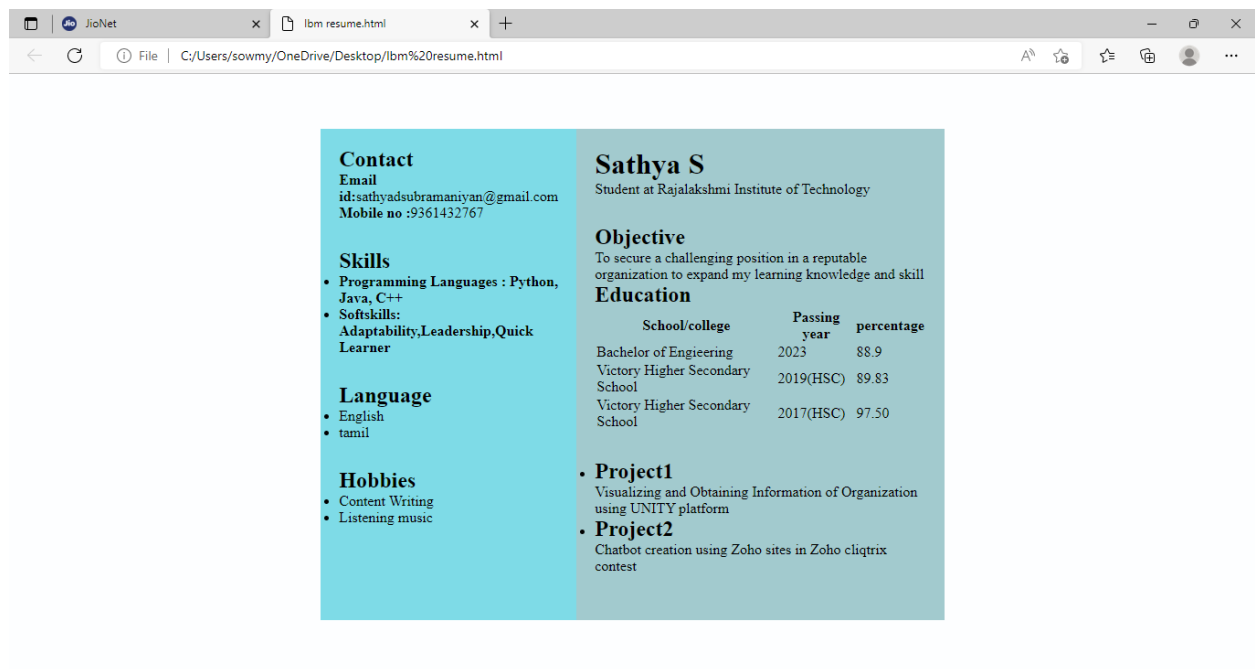 JioNet
Ibm resume.html
File
C:/Users/sowmy/OneDrive/Desktop/Ibm%20resume.html
Contact
Email
id:sathyadsubramaniyan@gmail.com
Mobile no :9361432767
Skills
Programming Languages : Python,
Java, C++
Softskills:
Adaptability,Leadership,Quick
Learner
Language
English
tamil
Hobbies
Content Writing
Listening music
Sathya S
Student at Rajalakshmi Institute of Technology
Objective
To secure a challenging position in a reputable
organization to expand my learning knowledge and skill
Education
School/college Passing year percentage
Bachelor of Engieering 2023 88.9
Victory Higher Secondary
School 2019(HSC) 89.83
Victory Higher Secondary
School 2017(HSC) 97.50
Project1
Visualizing and Obtaining Information of Organization
using UNITY platform
Project2
Chatbot creation using Zoho sites in Zoho cliqtrix
contest